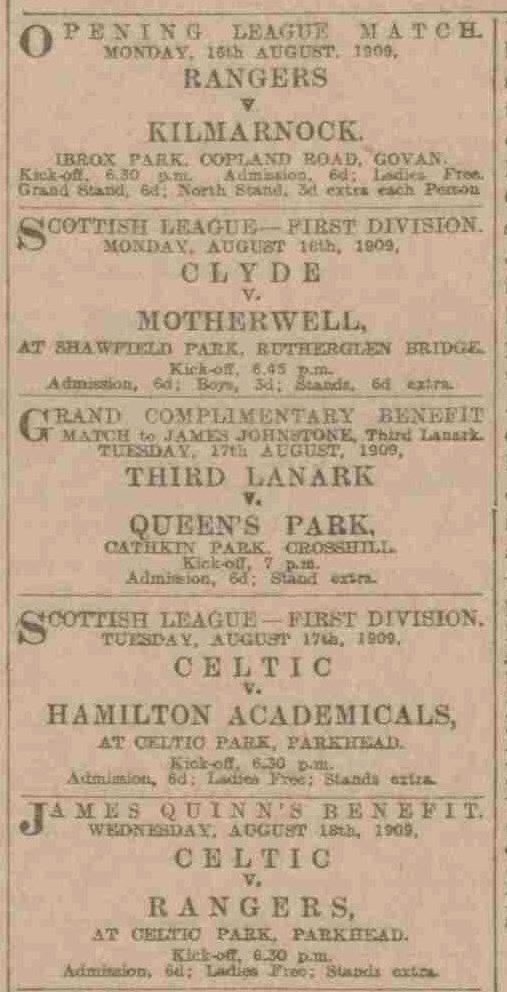 OPENING LEAGUE MATCH.
MONDAY, 16th AUGUST, 1909,
RANGERS
v
KILMARNOCK.
IBROX PARK, COPLAND ROAD, GOVAN.
Kick-off, 6.30 p.m. Admission, 6d; Ladies Free.
Grand Stand, 6d; North Stand, 3d extra each Person
SCOTTISH LEAGUE—FIRST DIVISION.
MONDAY, AUGUST 16th, 1909,
CLYDE
v.
MOTHERWELL,
AT SHAWFIELD PARK, RUTHERGLEN BRIDGE.
Kick-off, 6.45 p.m.
Admission, 6d; Boys, 3d; Stands, 6d extra.
GRAND COMPLIMENTARY BENEFIT
MATCH to JAMES JOHNSTONE, Third Lanark.
TUESDAY, 17th AUGUST, 1909,
THIRD LANARK
v.
QUEEN'S PARK,
CATHKIN PARK, CROSSHILL.
Kick-off, 7 p.m.
Admission, 6d; Stand extra.
SCOTTISH LEAGUE—FIRST DIVISION.
TUESDAY, AUGUST 17th, 1909,
CELTIC
v.
HAMILTON ACADEMICALS,
AT CELTIC PARK, PARKHEAD.
Kick-off, 6.30 p.m.
Admission, 6d; Ladies Free; Stands extra.
JAMES QUINN'S BENEFIT.
WEDNESDAY, AUGUST 18th, 1909,
CELTIC
v.
RANGERS,
AT CELTIC PARK, PARKHEAD.
Kick-off, 6.30 p.m.
Admission, 6d; Ladies Free; Stands extra.